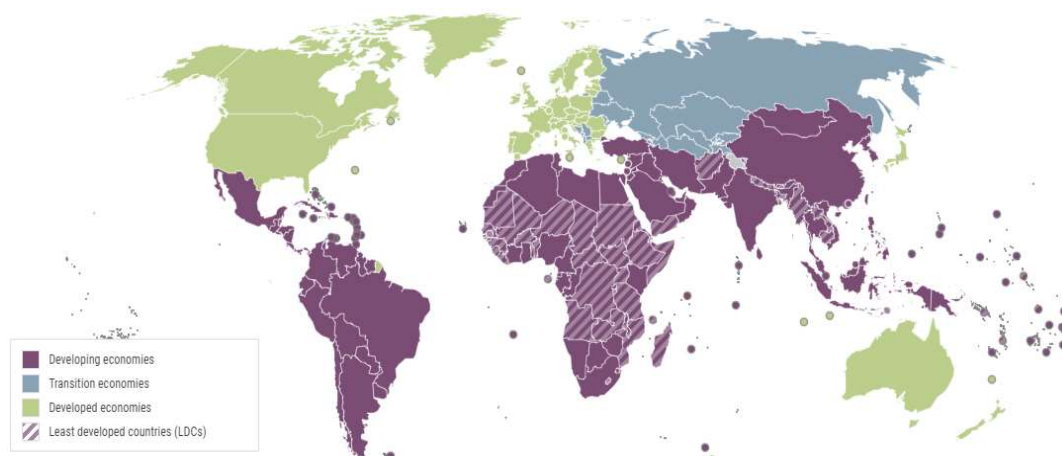 Developing economies
Transition economies
Developed economies
Least developed countries (LDCs)